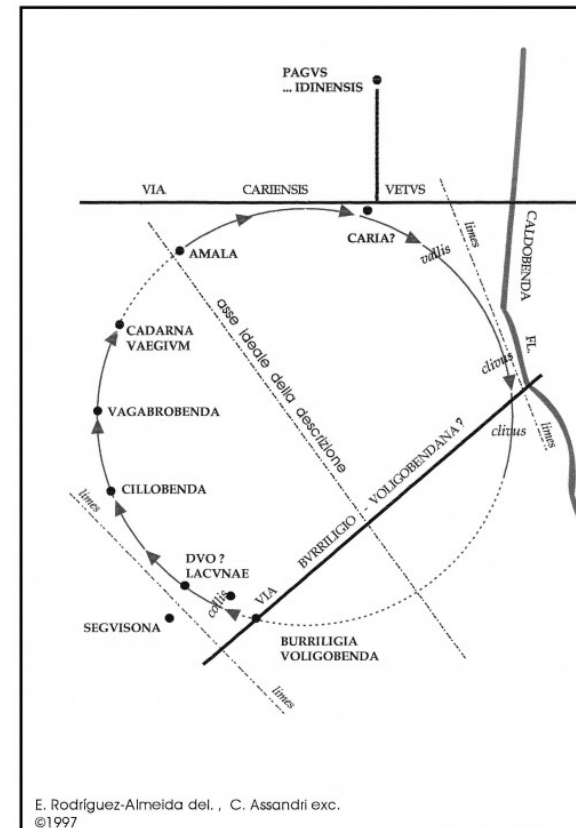 PAGVS
... IDINENSIS
VIA CARIENSIS VETVS
CARIA?
limes
vallis
CALDOBENDA FL.
AMALA
asse ideale della descrizione
CADARNA
VAEGIVM
clivus
clivus
limes
VAGABROBENDA
VIA BVRRILIGIO - VOLIGOBENDANA ?
CILLOBENDA
limes
DVO ?
LACVNAE
collis
SEGVISONA
BURRILIGIA
VOLIGOBENDA
limes
E. Rodríguez-Almeida del. , C. Assandri exc.
©1997